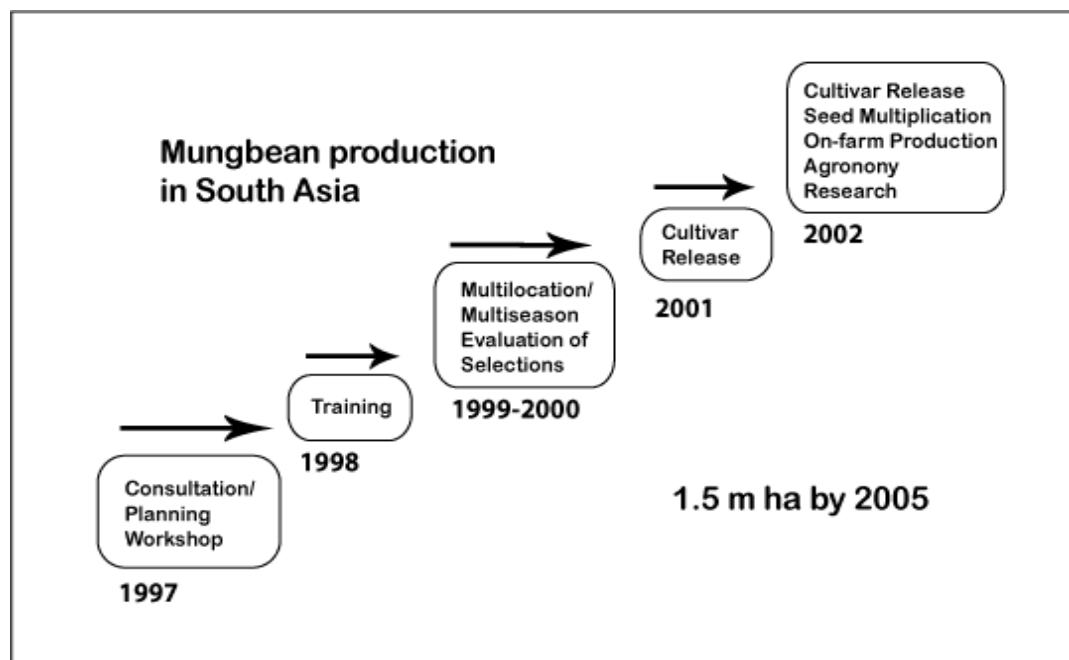 Mungbean production
in South Asia
Consultation/
Planning
Workshop
1997
Training
1998
Multilocation/
Multiseason
Evaluation of
Selections
1999-2000
Cultivar
Release
2001
Cultivar Release
Seed Multiplication
On-farm Production
Agronony
Research
2002
1.5 m ha by 2005